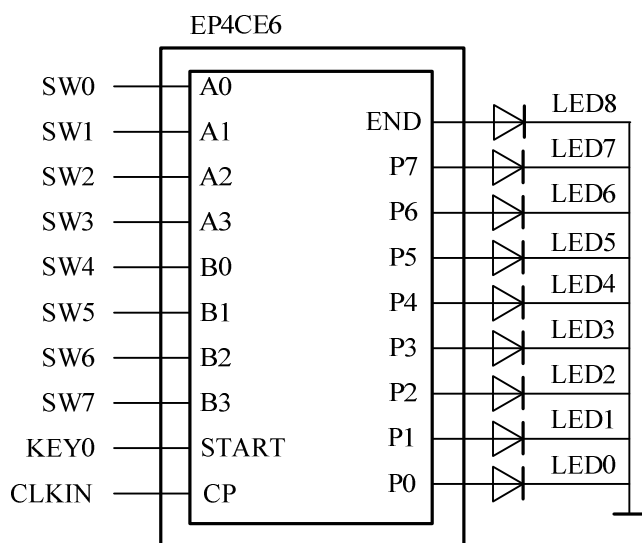 EP4CE6
SW0 A0
SW1 A1
SW2 A2
SW3 A3
SW4 B0
SW5 B1
SW6 B2
SW7 B3
KEY0 START
CLKIN CP
END LED8
P7 LED7
P6 LED6
P5 LED5
P4 LED4
P3 LED3
P2 LED2
P1 LED1
P0 LED0